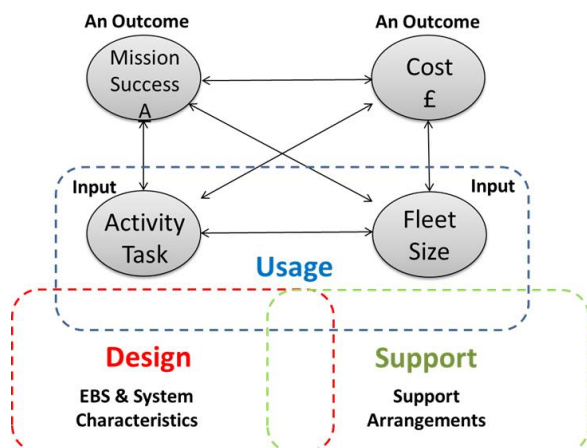 An Outcome
An Outcome
Mission
Success
A
Cost
£
Input
Input
Activity
Task
Fleet
Size
Usage
Design
Support
EBS & System
Characteristics
Support
Arrangements